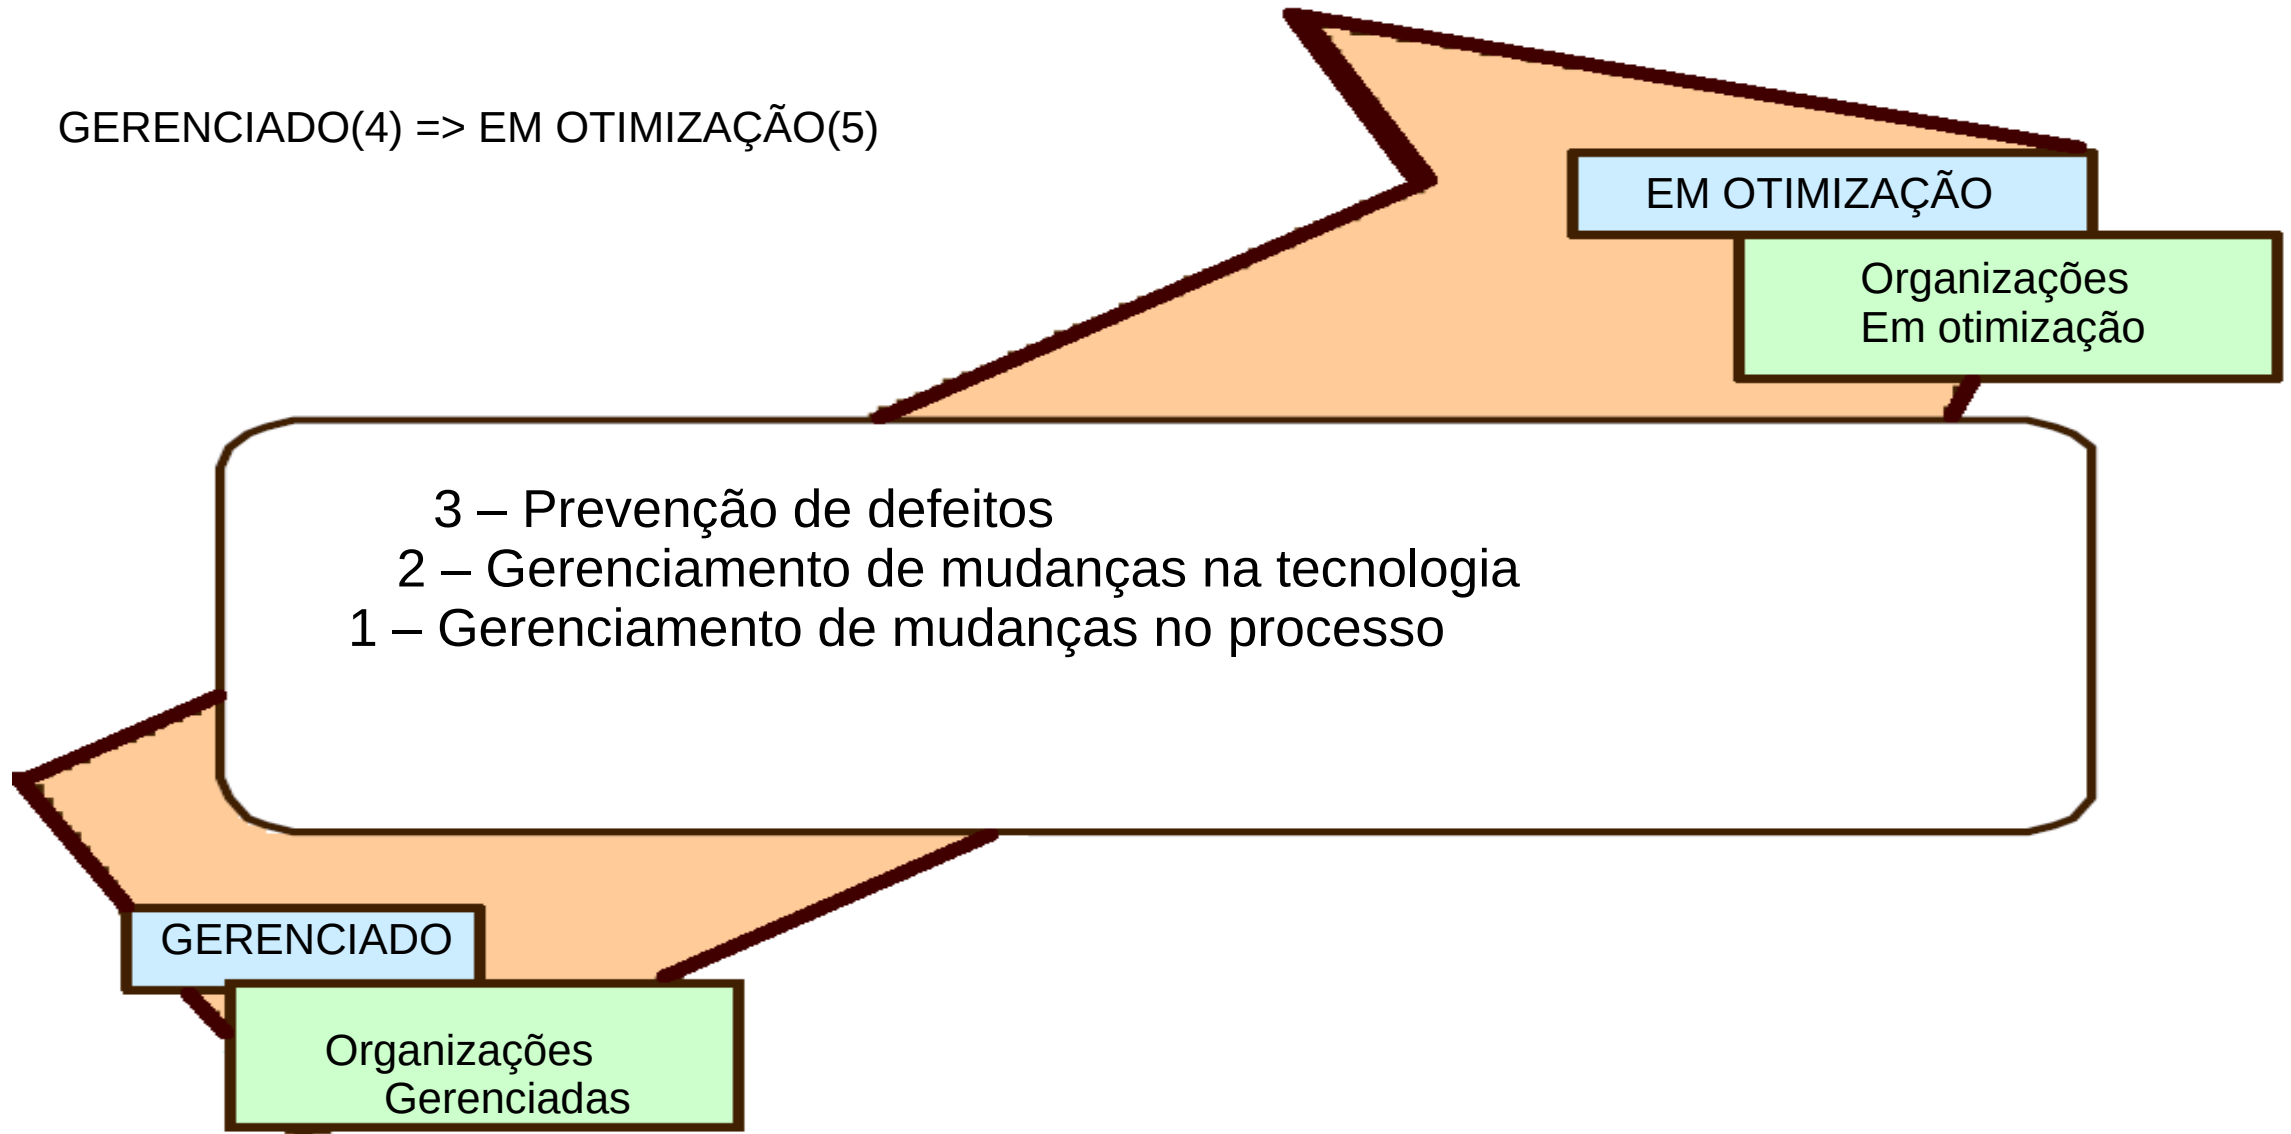 GERENCIADO(4) => EM OTIMIZAÇÃO(5)
EM OTIMIZAÇÃO
Organizações
Em otimização
3 – Prevenção de defeitos
2 – Gerenciamento de mudanças na tecnologia
1 – Gerenciamento de mudanças no processo
GERENCIADO
Organizações
Gerenciadas